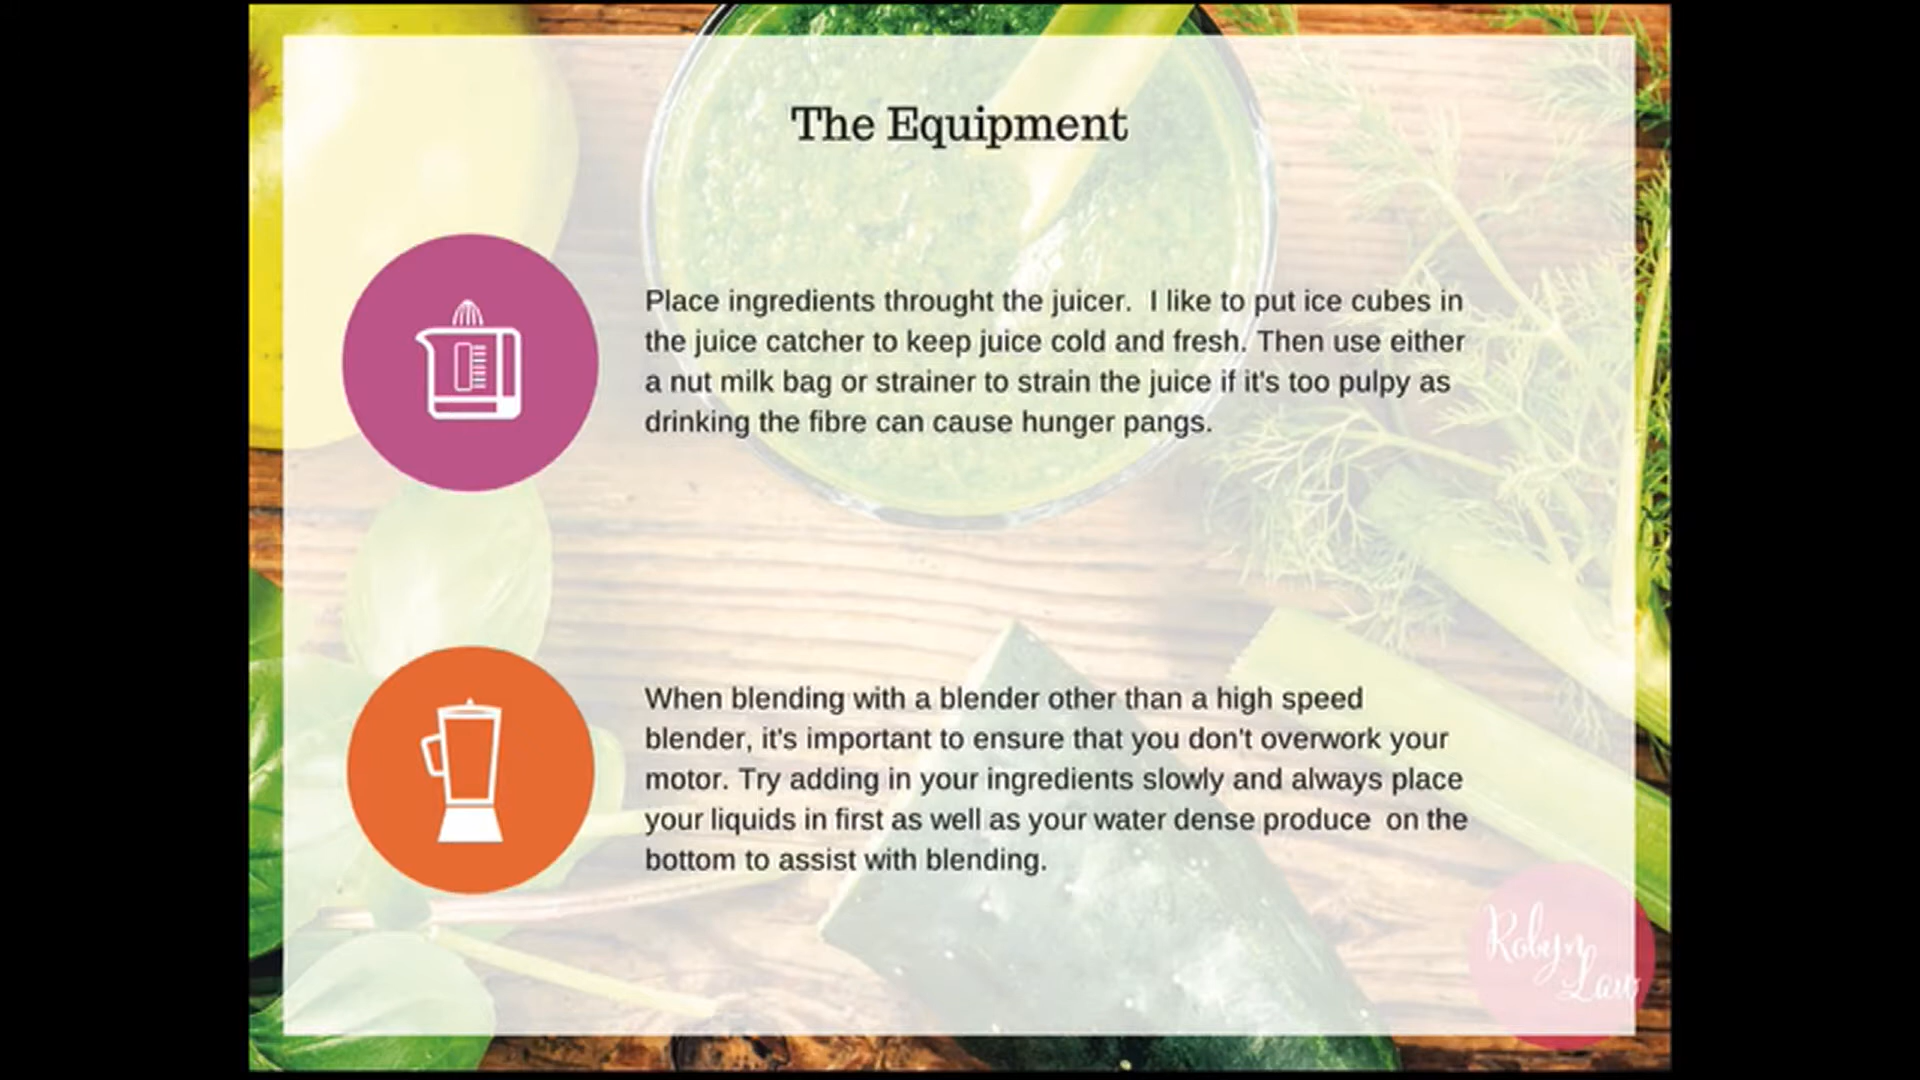 The Equipment
Place ingredients throught the juicer.  I like to put ice cubes in
the juice catcher to keep juice cold and fresh. Then use either
a nut milk bag or strainer to strain the juice if it's too pulpy as
drinking the fibre can cause hunger pangs.
When blending with a blender other than a high speed
blender, it's important to ensure that you don't overwork your
motor. Try adding in your ingredients slowly and always place
your liquids in first as well as your water dense produce  on the
bottom to assist with blending.
Robyn
Law